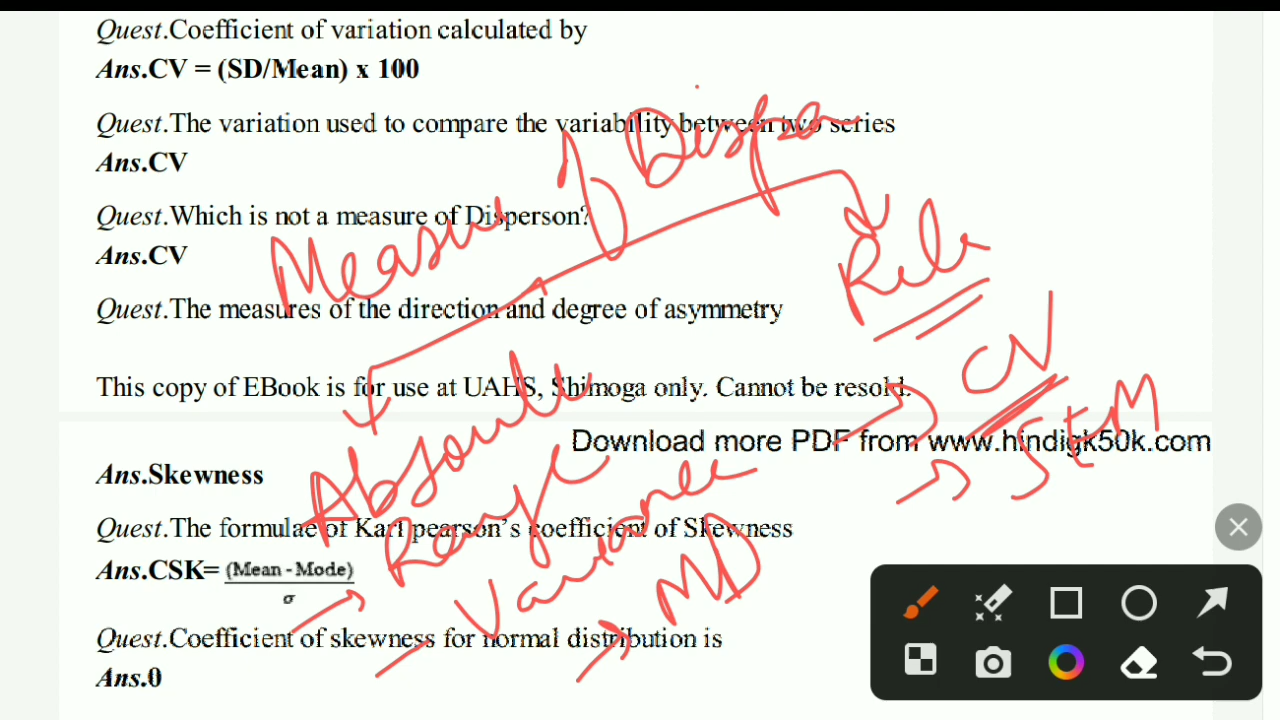 Quest.Coefficient of variation calculated by
Ans.CV = (SD/Mean) x 100
Quest.The variation used to compare the variability between two series
Ans.CV
Quest.Which is not a measure of Disperson?
Ans.CV
Quest.The measures of the direction and degree of asymmetry
This copy of EBook is for use at UAHS, Shimoga only. Cannot be resold.
Download more PDF from www.hindigk50k.com
Ans.Skewness
Quest.The formulae of Karl pearson's coefficient of Skewness
Ans.CSK= (Mean - Mode)
σ
Quest.Coefficient of skewness for normal distribution is
Ans.0
Measure of Dispen
Rele
CV
Absoulte
Range
Variance
MD